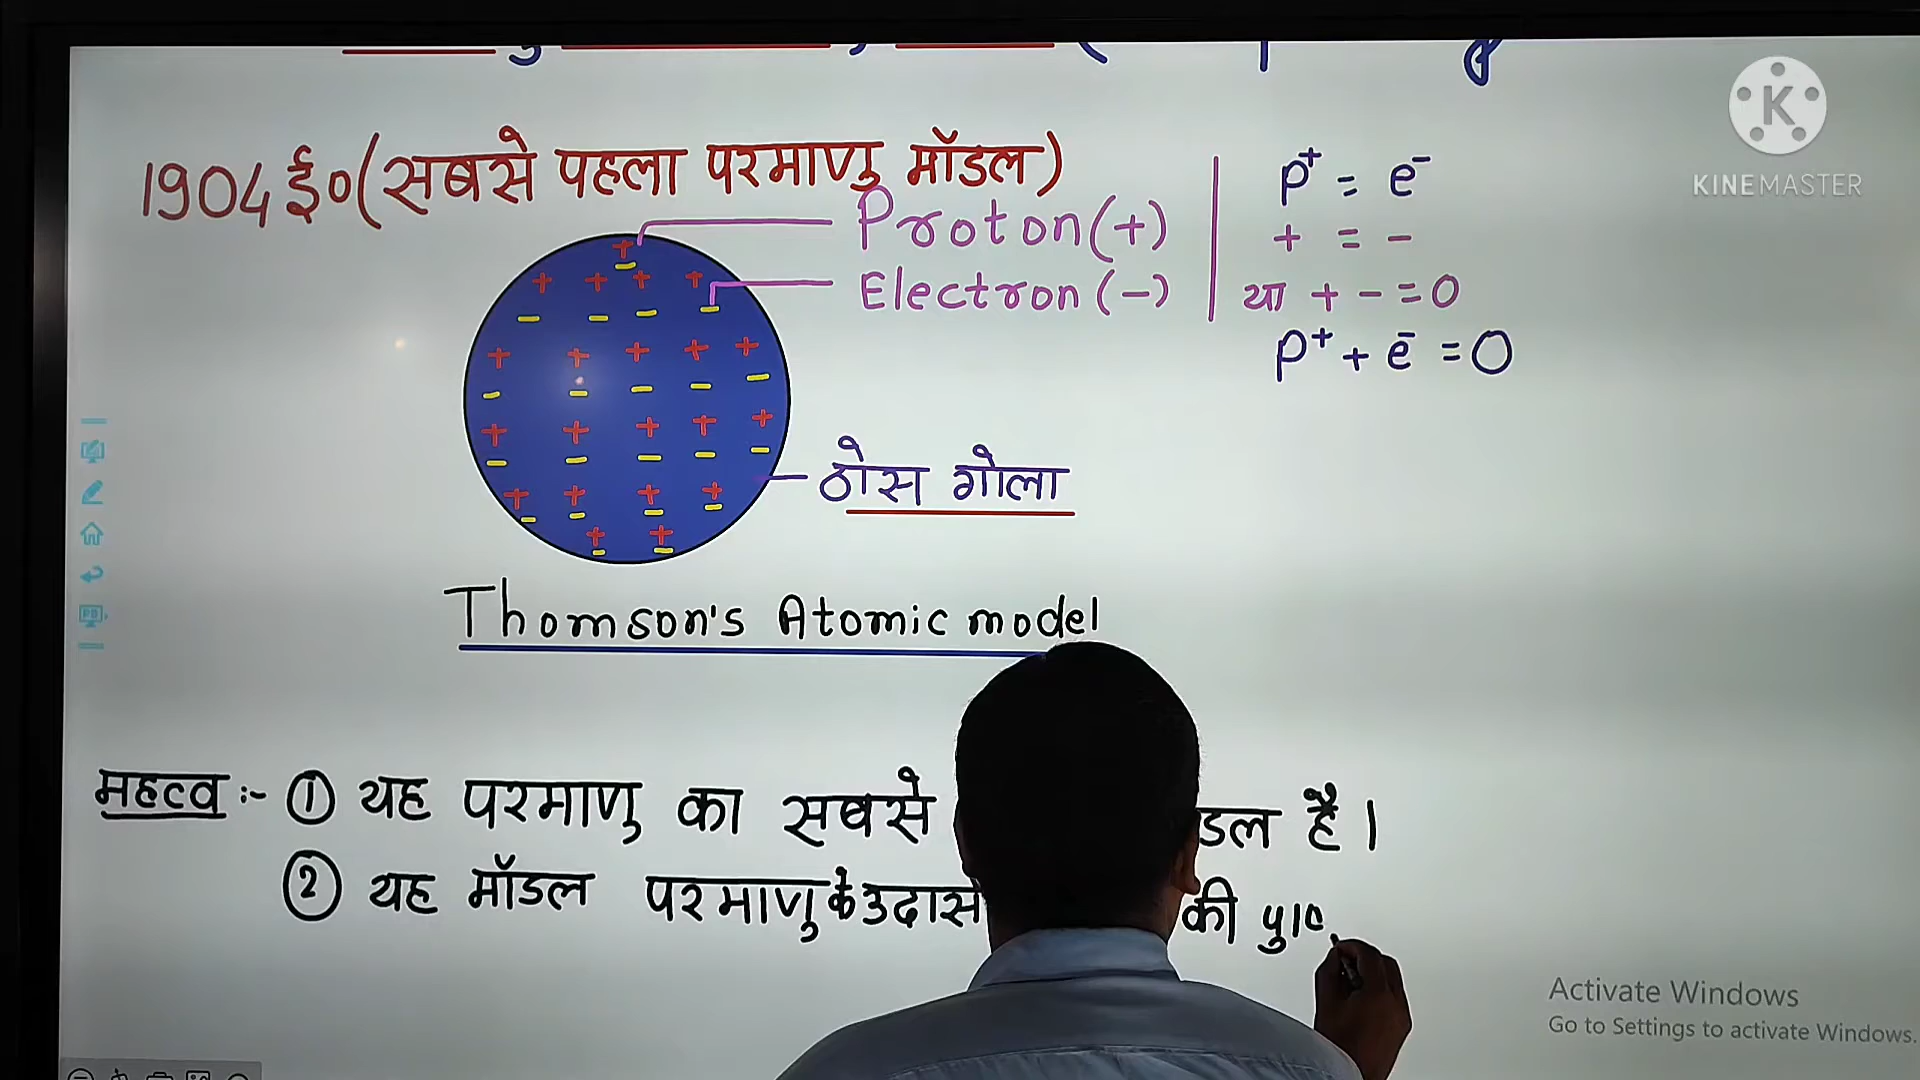 1904 ई० (सबसे पहला परमाणु मॉडल)
Proton (+)
Electron (-)
p⁺ = e⁻
+ = -
या + - = 0
p⁺ + e⁻ = 0
ठोस गोला
Thomson's Atomic model
महत्व :- ① यह परमाणु का सबसे डल है।
② यह मॉडल परमाणु के उदास की
KINEMASTER
Activate Windows
Go to Settings to activate Windows.